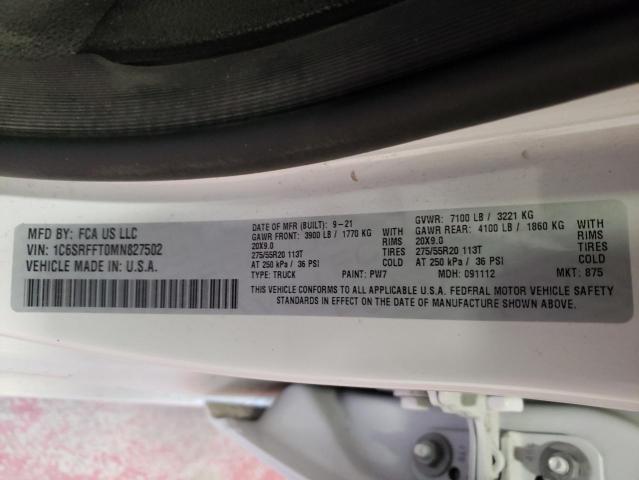 MFD BY: FCA US LLC
VIN: 1C6SRFFT0MN827502
VEHICLE MADE IN: U.S.A.
DATE OF MFR (BUILT): 9-21
GAWR FRONT: 3900 LB / 1770 KG WITH
20X9.0 RIMS
275/55R20 113T TIRES
AT 250 kPa / 36 PSI COLD
TYPE: TRUCK PAINT: PW7
GVWR: 7100 LB / 3221 KG
GAWR REAR: 4100 LB / 1860 KG WITH
20X9.0 RIMS
275/55R20 113T TIRES
AT 250 kPa / 36 PSI COLD
MDH: 091112 MKT: 875
THIS VEHICLE CONFORMS TO ALL APPLICABLE U.S.A. FEDERAL MOTOR VEHICLE SAFETY
STANDARDS IN EFFECT ON THE DATE OF MANUFACTURE SHOWN ABOVE.